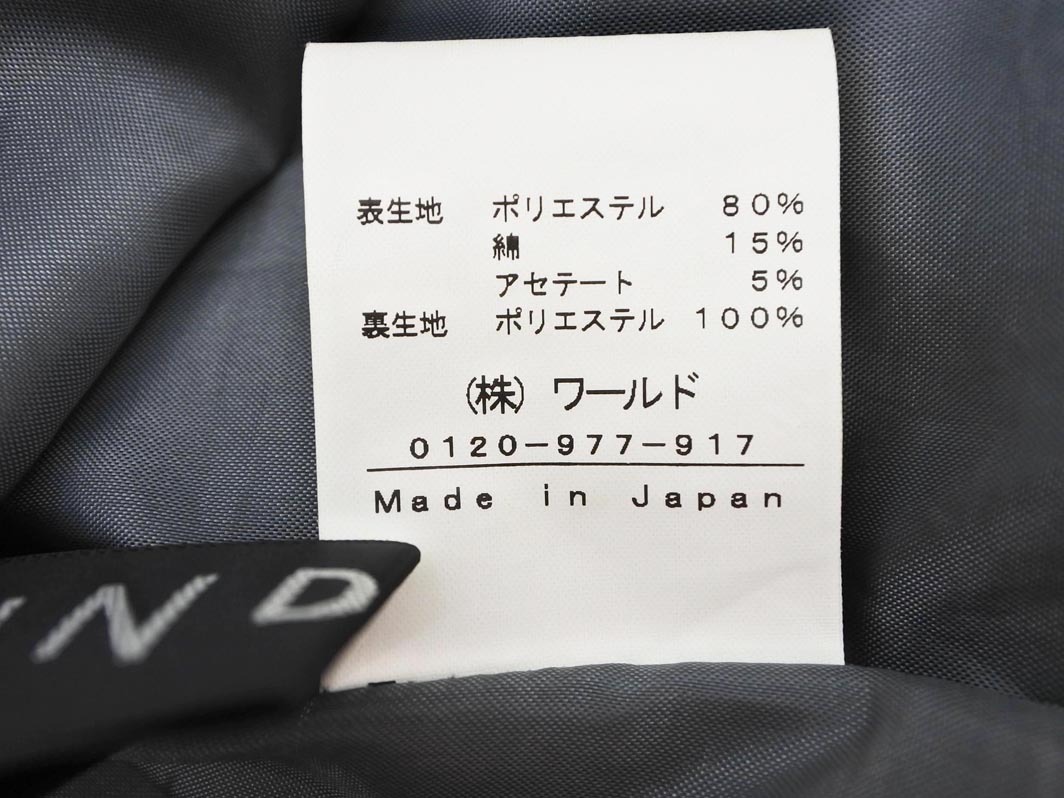 表生地 ポリエステル 80%
綿 15%
アセテート 5%
裏生地 ポリエステル 100%
(株) ワールド
0120-977-917
Made in Japan
ND